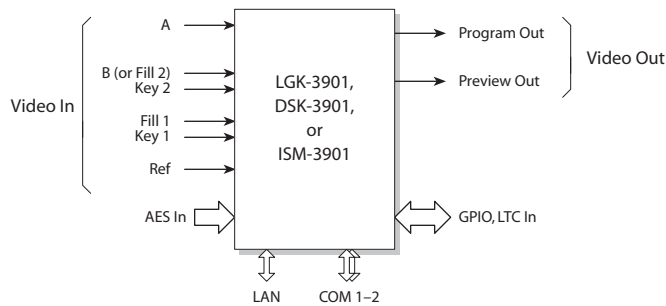 A
B (or Fill 2)
Key 2
Video In
Fill 1
Key 1
Ref
AES In
LGK-3901,
DSK-3901,
or
ISM-3901
Program Out
Video Out
Preview Out
GPIO, LTC In
LAN
COM 1–2